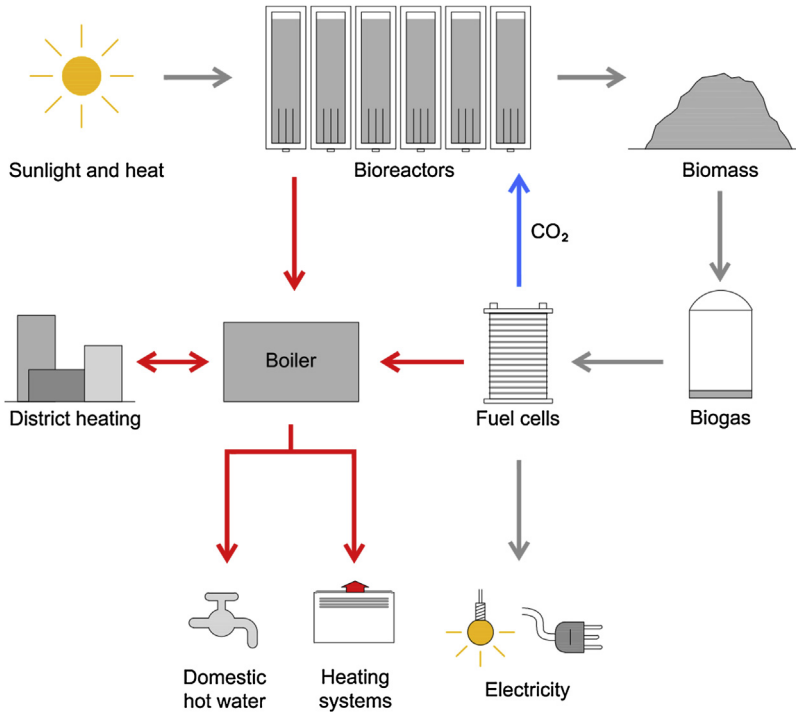 Sunlight and heat
Bioreactors
Biomass
CO₂
Boiler
District heating
Fuel cells
Biogas
Domestic
hot water
Heating
systems
Electricity